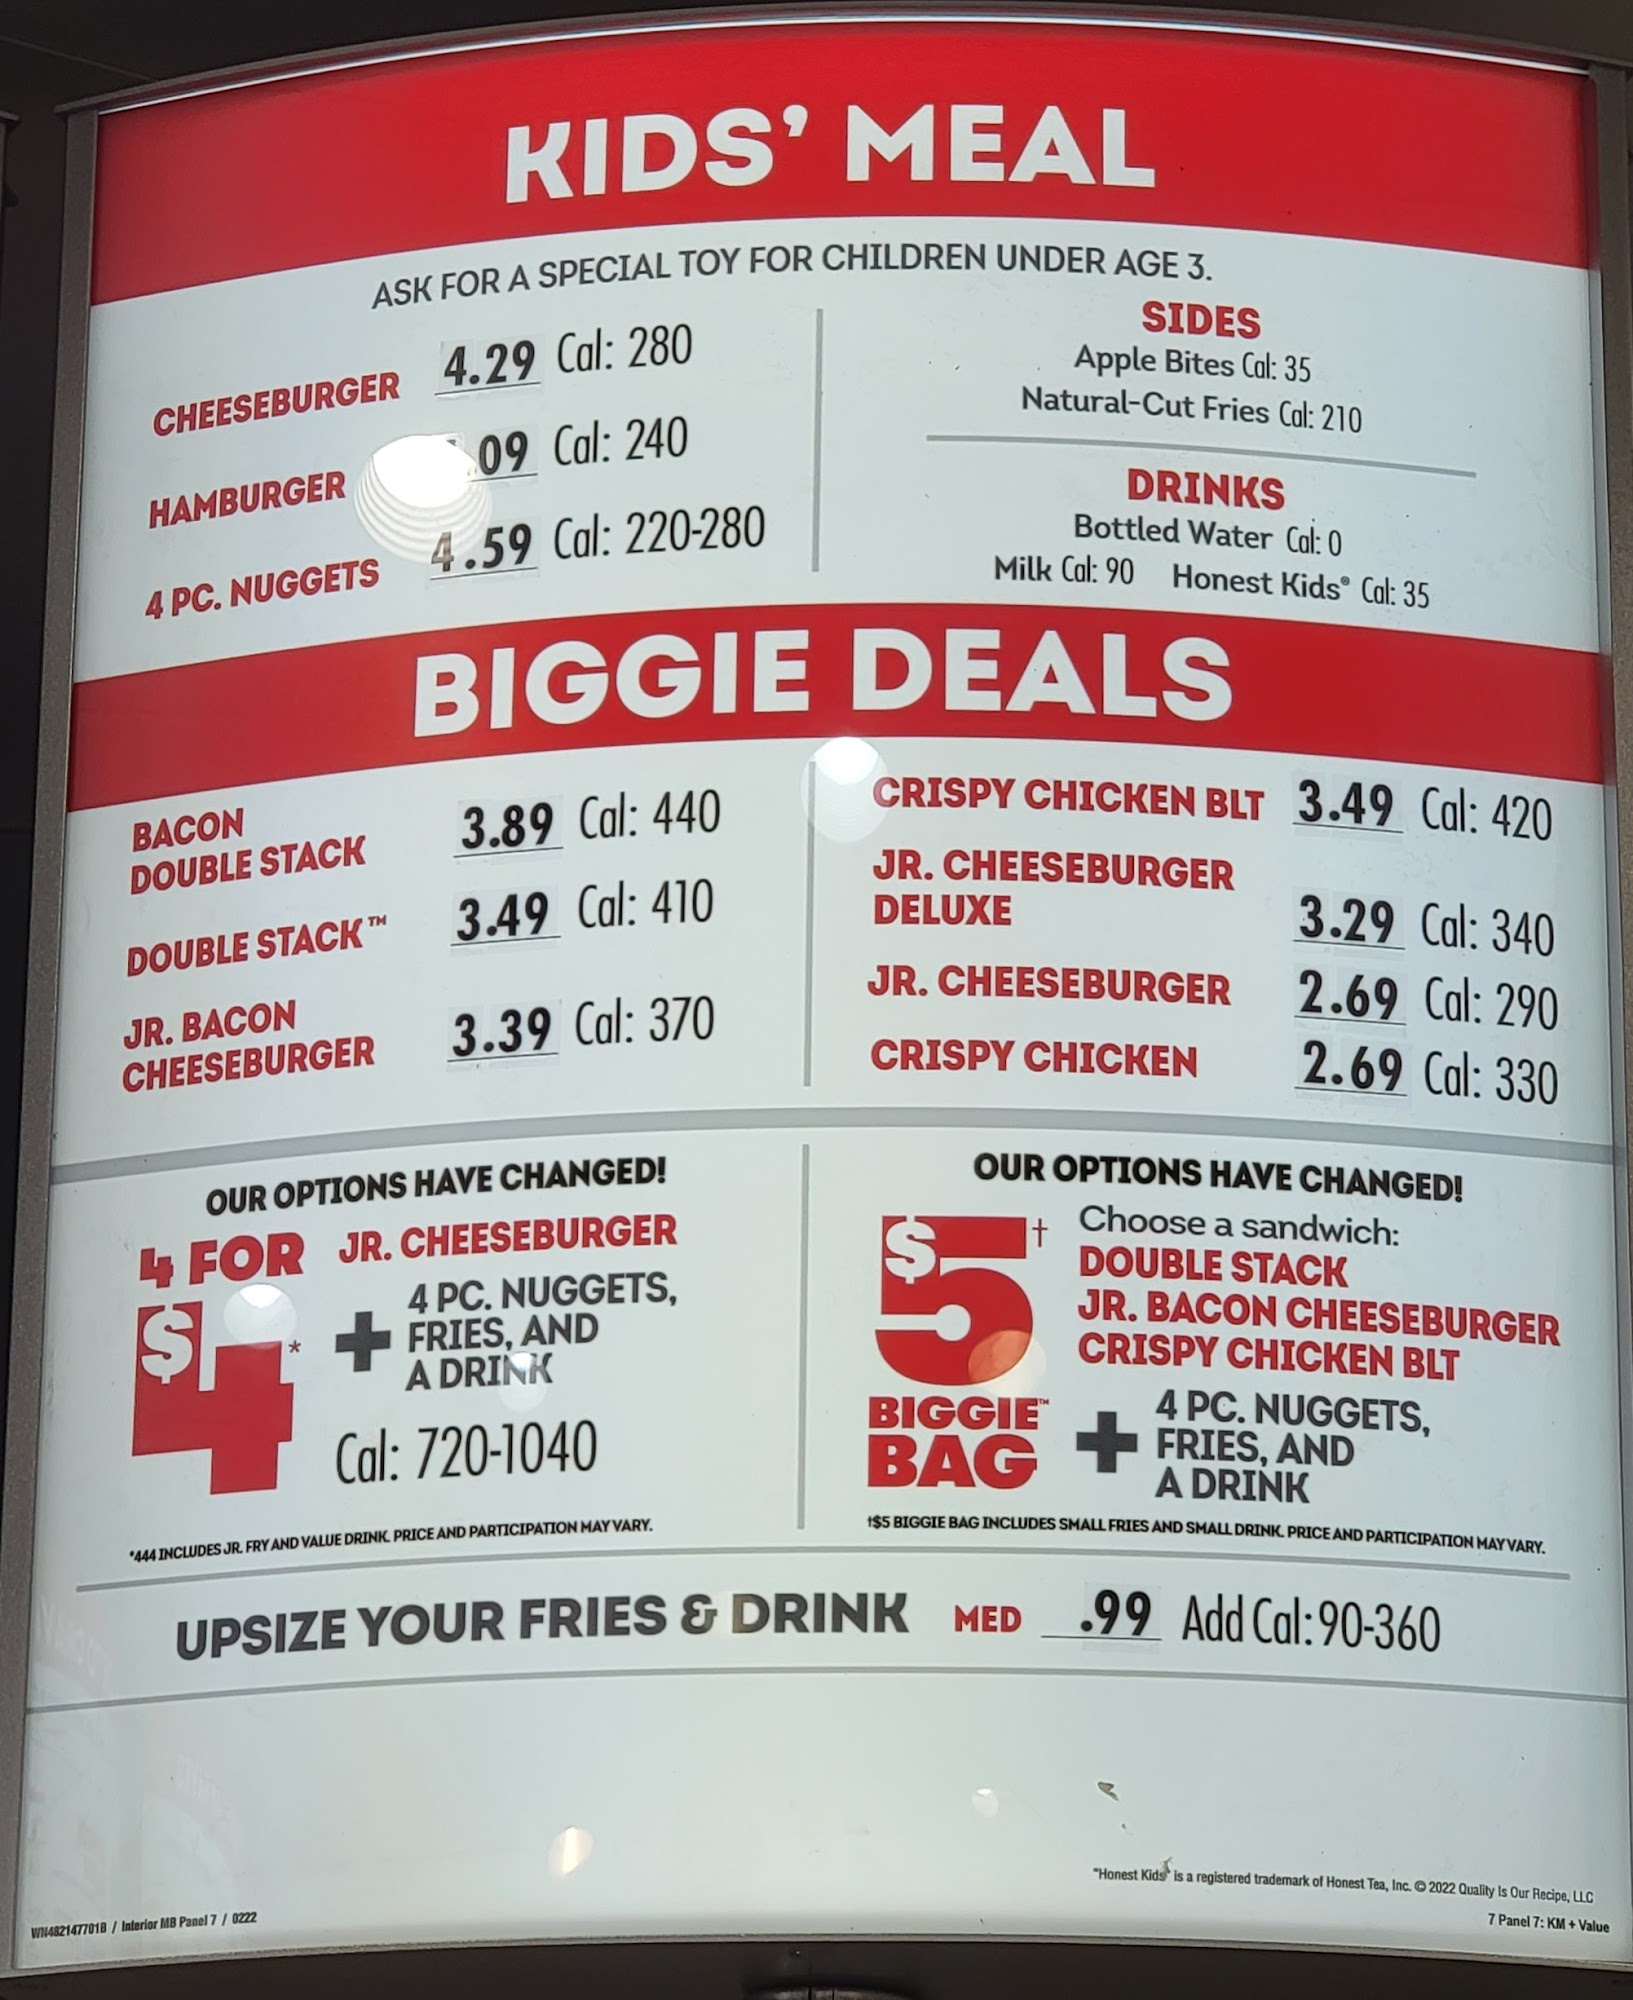 KIDS' MEAL
ASK FOR A SPECIAL TOY FOR CHILDREN UNDER AGE 3.
CHEESEBURGER 4.29 Cal: 280
HAMBURGER .09 Cal: 240
4 PC. NUGGETS 4.59 Cal: 220-280
SIDES
Apple Bites Cal: 35
Natural-Cut Fries Cal: 210
DRINKS
Bottled Water Cal: 0
Milk Cal: 90 Honest Kids® Cal: 35
BIGGIE DEALS
BACON
DOUBLE STACK 3.89 Cal: 440
DOUBLE STACK™ 3.49 Cal: 410
JR. BACON
CHEESEBURGER 3.39 Cal: 370
CRISPY CHICKEN BLT 3.49 Cal: 420
JR. CHEESEBURGER
DELUXE 3.29 Cal: 340
JR. CHEESEBURGER 2.69 Cal: 290
CRISPY CHICKEN 2.69 Cal: 330
OUR OPTIONS HAVE CHANGED!
4 FOR
$4*
JR. CHEESEBURGER
+ 4 PC. NUGGETS,
FRIES, AND
A DRINK
Cal: 720-1040
*444 INCLUDES JR. FRY AND VALUE DRINK. PRICE AND PARTICIPATION MAY VARY.
OUR OPTIONS HAVE CHANGED!
$5†
BIGGIE™
BAG
Choose a sandwich:
DOUBLE STACK
JR. BACON CHEESEBURGER
CRISPY CHICKEN BLT
+ 4 PC. NUGGETS,
FRIES, AND
A DRINK
†$5 BIGGIE BAG INCLUDES SMALL FRIES AND SMALL DRINK. PRICE AND PARTICIPATION MAY VARY.
UPSIZE YOUR FRIES & DRINK MED .99 Add Cal: 90-360
"Honest Kids" is a registered trademark of Honest Tea, Inc. © 2022 Quality Is Our Recipe, LLC
WN482147701B / Interior MB Panel 7 / 0222
7 Panel 7: KM + Value